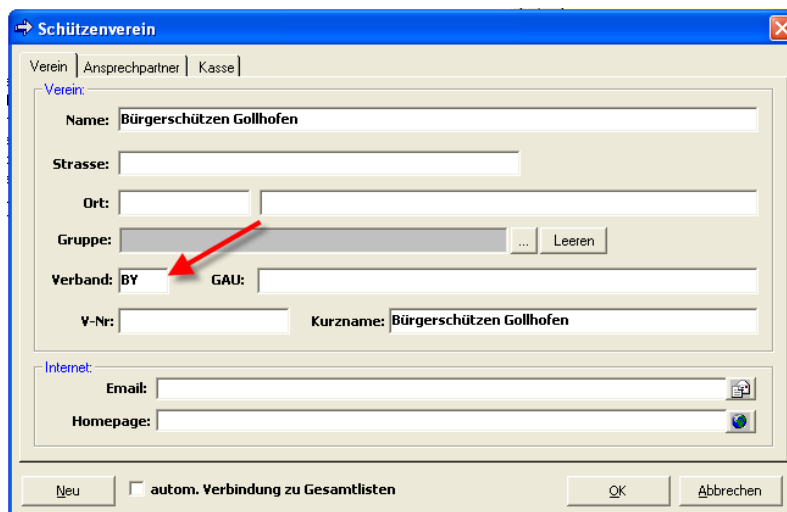 Schützenverein
Verein Ansprechpartner Kasse
Verein:
Name: Bürgerschützen Gollhofen
Strasse:
Ort:
Gruppe: ... Leeren
Verband: BY GAU:
V-Nr: Kurzname: Bürgerschützen Gollhofen
Internet:
Email:
Homepage:
Neu autom. Verbindung zu Gesamtlisten OK Abbrechen